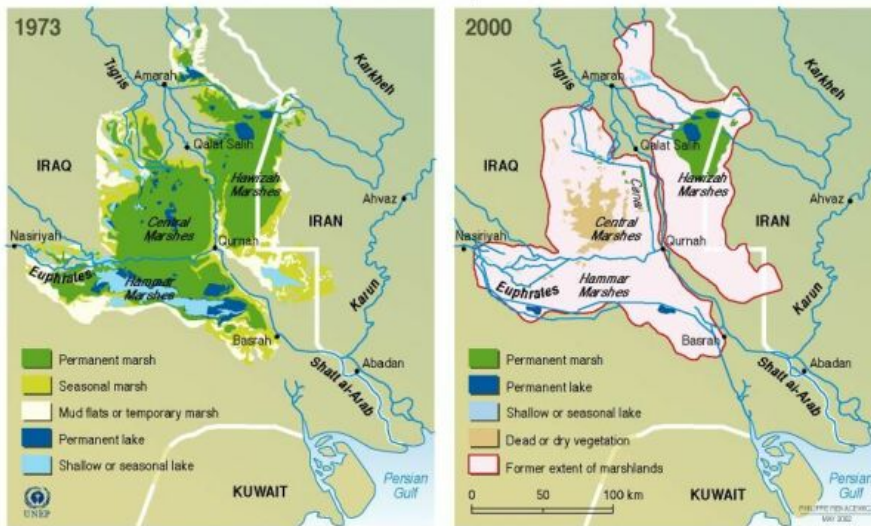 1973
Tigris
Amarah
Karkheh
Qalat Salih
IRAQ
Hawizah
Marshes
Ahvaz
Central
Marshes
IRAN
Nasiriyah
Qurnah
Euphrates
Hammar
Marshes
Karun
Basrah
Abadan
Shatt al-Arab
Permanent marsh
Seasonal marsh
Mud flats or temporary marsh
Permanent lake
Shallow or seasonal lake
UNEP
KUWAIT
Persian
Gulf
2000
Tigris
Amarah
Karkheh
Qalat Salih
IRAQ
Hawizah
Marshes
Canal
Ahvaz
Central
Marshes
IRAN
Nasiriyah
Qurnah
Euphrates
Hammar
Marshes
Karun
Basrah
Abadan
Shatt al-Arab
Permanent marsh
Permanent lake
Shallow or seasonal lake
Dead or dry vegetation
Former extent of marshlands
0 50 100 km
KUWAIT
Persian
Gulf
PHILIPPE REKACEWICZ
MAY 2002